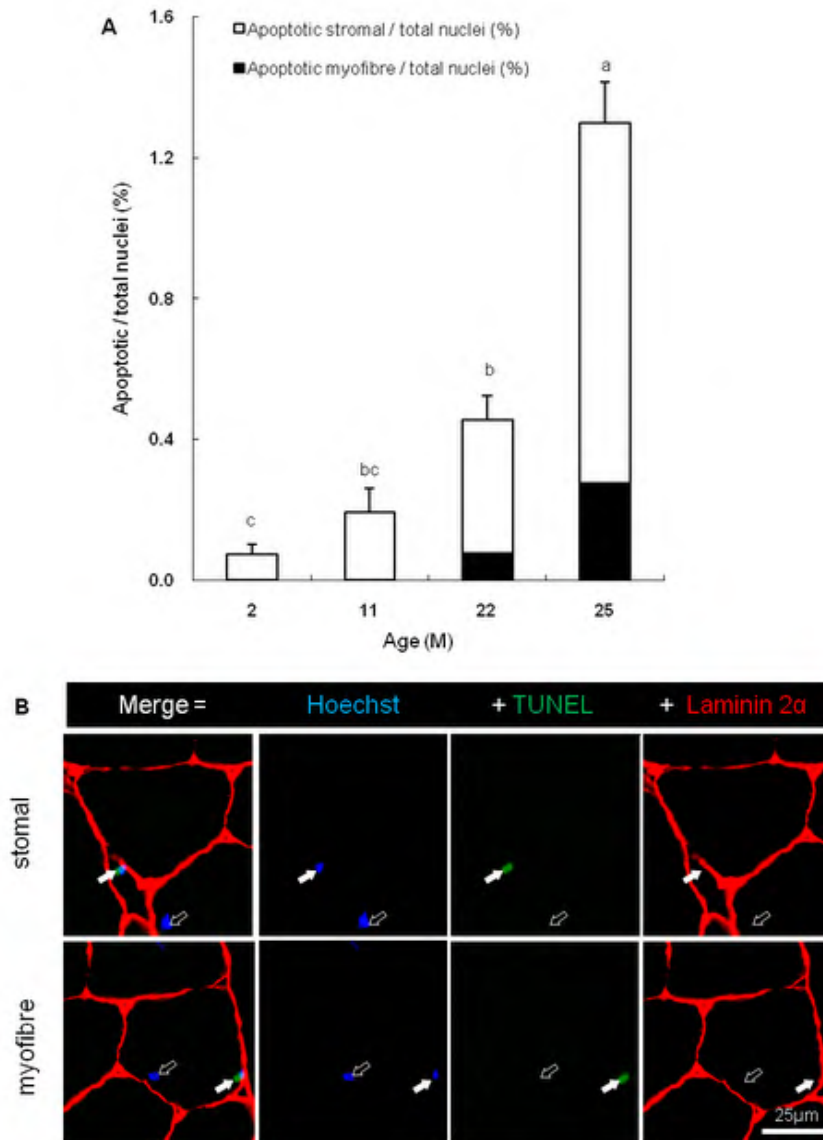 A
1.6
Apoptotic stromal / total nuclei (%)
Apoptotic myofibre / total nuclei (%)
a
1.2
0.8
b
0.4
bc
c
0.0
Apoptotic / total nuclei (%)
2 11 22 25
Age (M)
B
Merge = Hoechst + TUNEL + Laminin 2α
stomal
myofibre
25µm